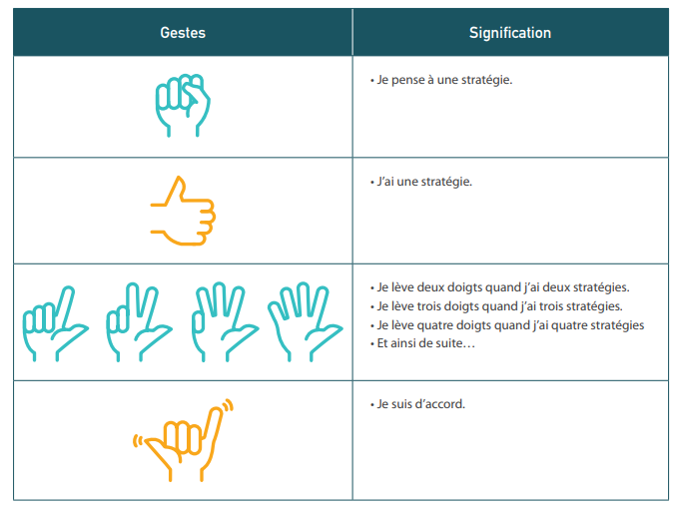 Gestes
Signification
• Je pense à une stratégie.
• J’ai une stratégie.
• Je lève deux doigts quand j’ai deux stratégies.
• Je lève trois doigts quand j’ai trois stratégies.
• Je lève quatre doigts quand j’ai quatre stratégies
• Et ainsi de suite…
• Je suis d’accord.